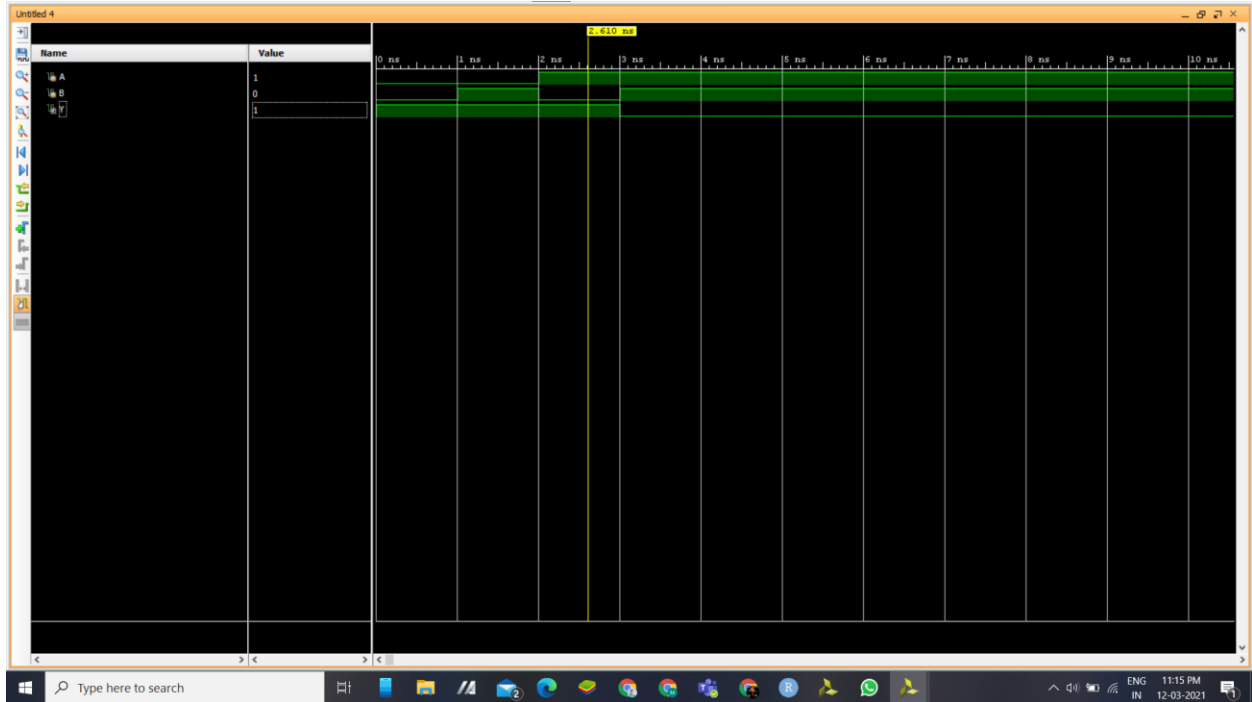 Untitled 4
2.610 ns
Name Value
0 ns 1 ns 2 ns 3 ns 4 ns 5 ns 6 ns 7 ns 8 ns 9 ns 10 ns
A 1
B 0
Y 1
Type here to search
2
R
ENG 11:15 PM
IN 12-03-2021
1